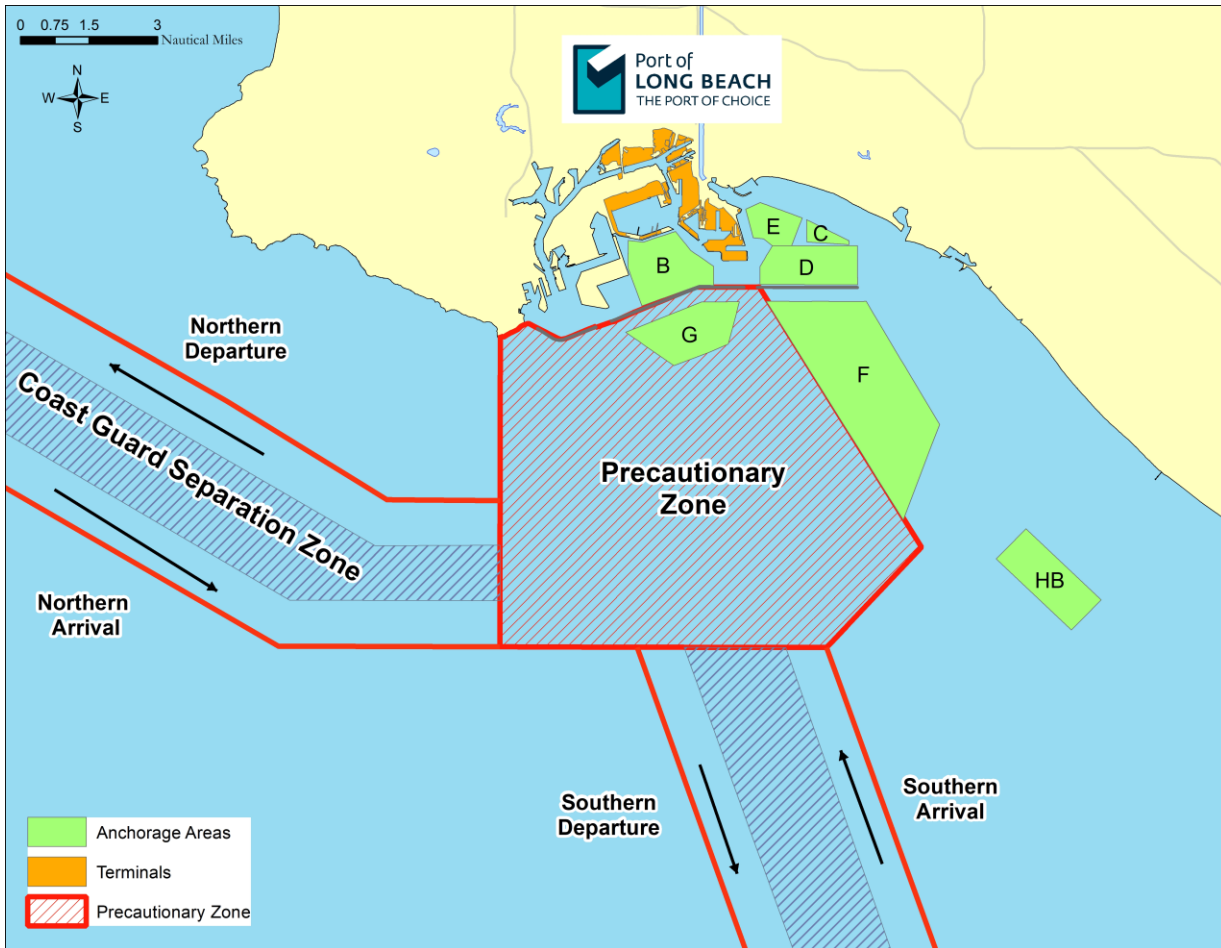 0 0.75 1.5 3
Nautical Miles
N
W E
S
Port of
LONG BEACH
THE PORT OF CHOICE
E
C
B
D
G
F
Northern
Departure
Coast Guard Separation Zone
Precautionary
Zone
HB
Northern
Arrival
Southern
Departure
Southern
Arrival
Anchorage Areas
Terminals
Precautionary Zone